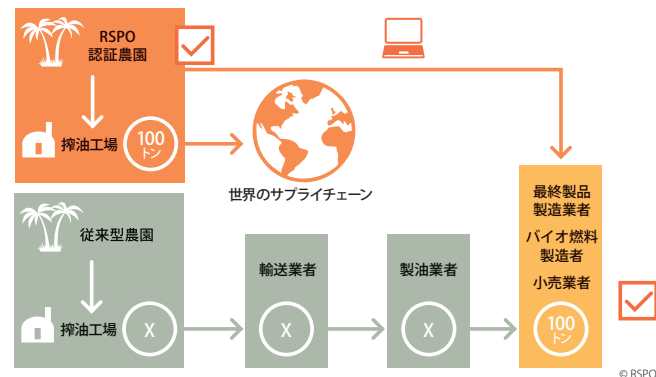 RSPO
認証農園
搾油工場
100
トン
世界のサプライチェーン
従来型農園
搾油工場
X
輸送業者
X
製油業者
X
最終製品
製造業者
バイオ燃料
製造者
小売業者
100
トン
© RSPO